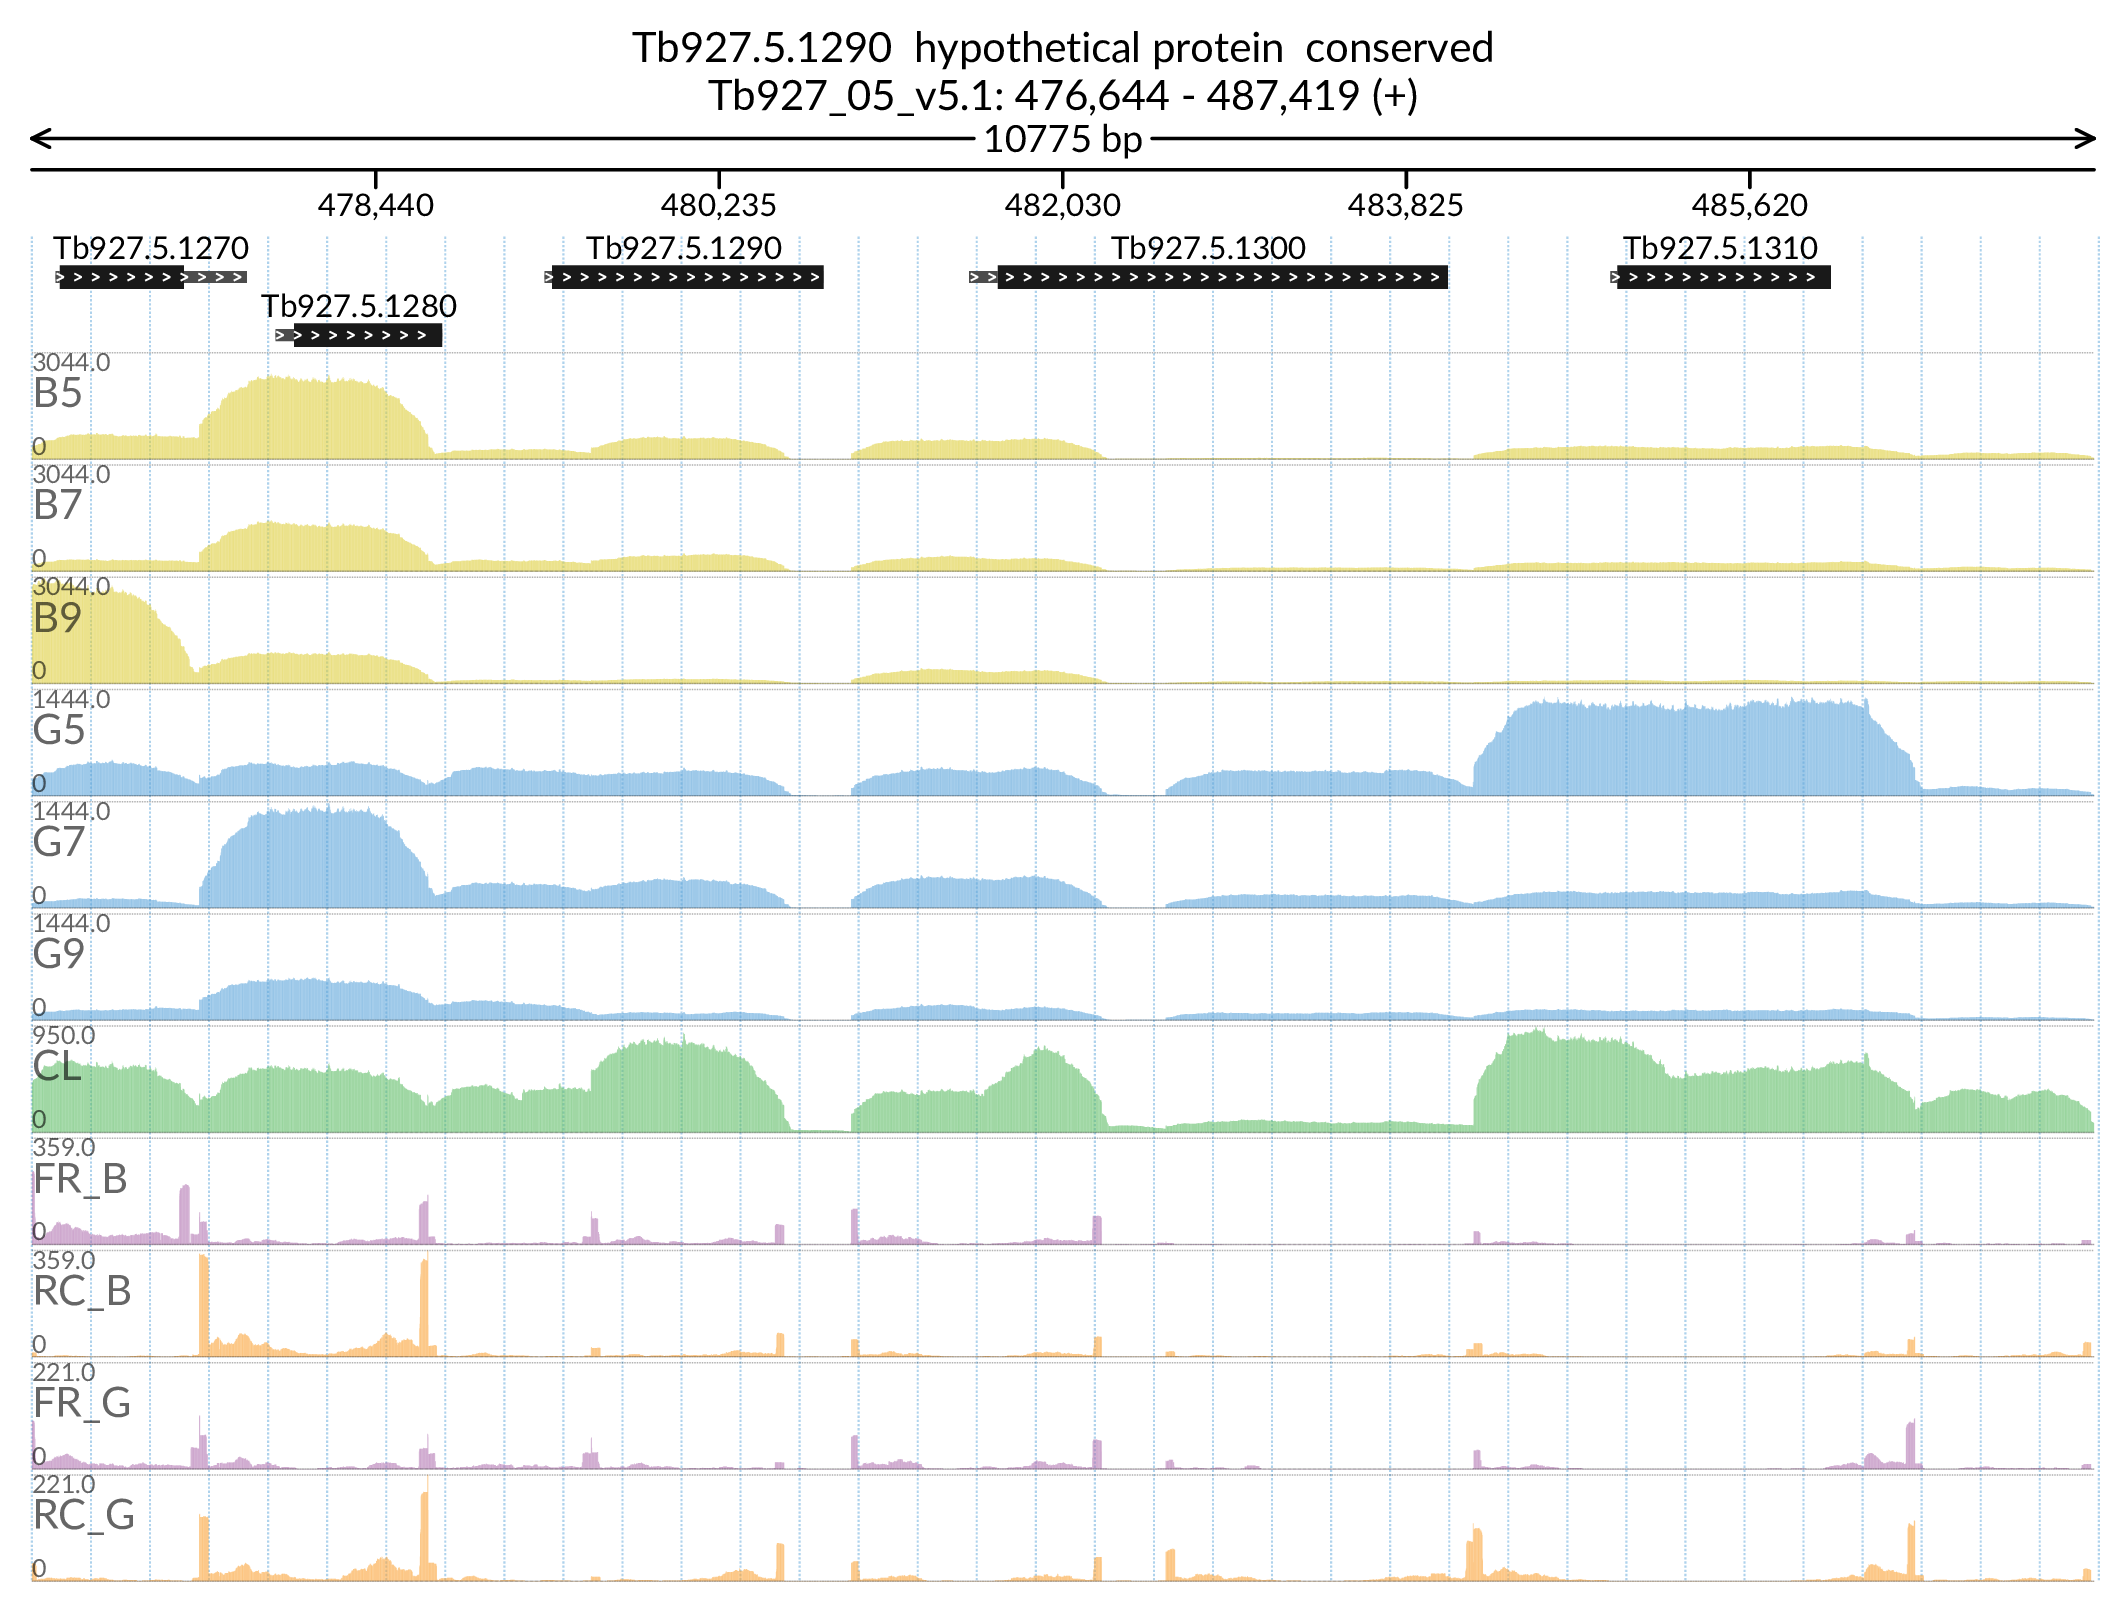 Tb927.5.1290  hypothetical protein  conserved
Tb927_05_v5.1: 476,644 - 487,419 (+)
10775 bp
478,440 480,235 482,030 483,825 485,620
Tb927.5.1270 Tb927.5.1290 Tb927.5.1300 Tb927.5.1310
Tb927.5.1280
3044.0
B5
0
3044.0
B7
0
3044.0
B9
0
1444.0
G5
0
1444.0
G7
0
1444.0
G9
0
950.0
CL
0
359.0
FR_B
0
359.0
RC_B
0
221.0
FR_G
0
221.0
RC_G
0